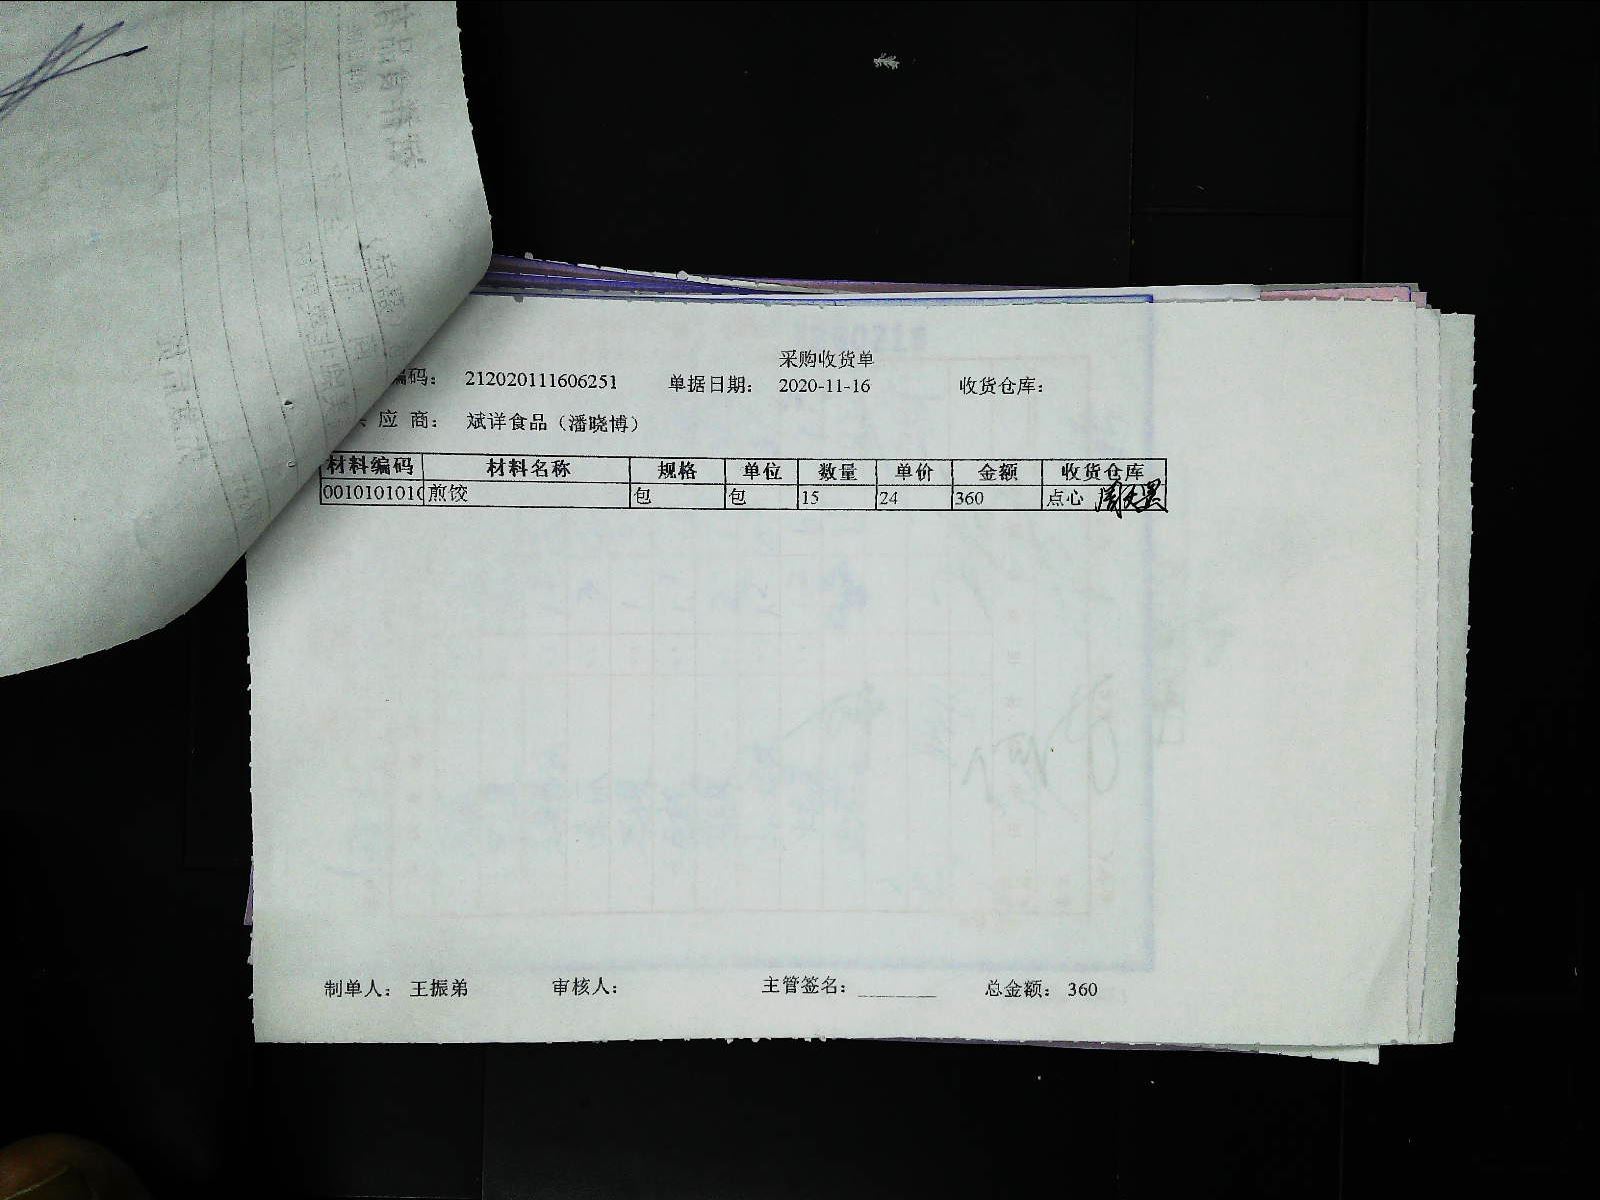 采购收货单
编码： 212020111606251 单据日期： 2020-11-16 收货仓库：
应 商： 斌洋食品（潘晓博）
材料编码 材料名称 规格 单位 数量 单价 金额 收货仓库
001010101 煎饺 包 包 15 24 360 点心
制单人： 王振弟 审核人： 主管签名： 总金额： 360